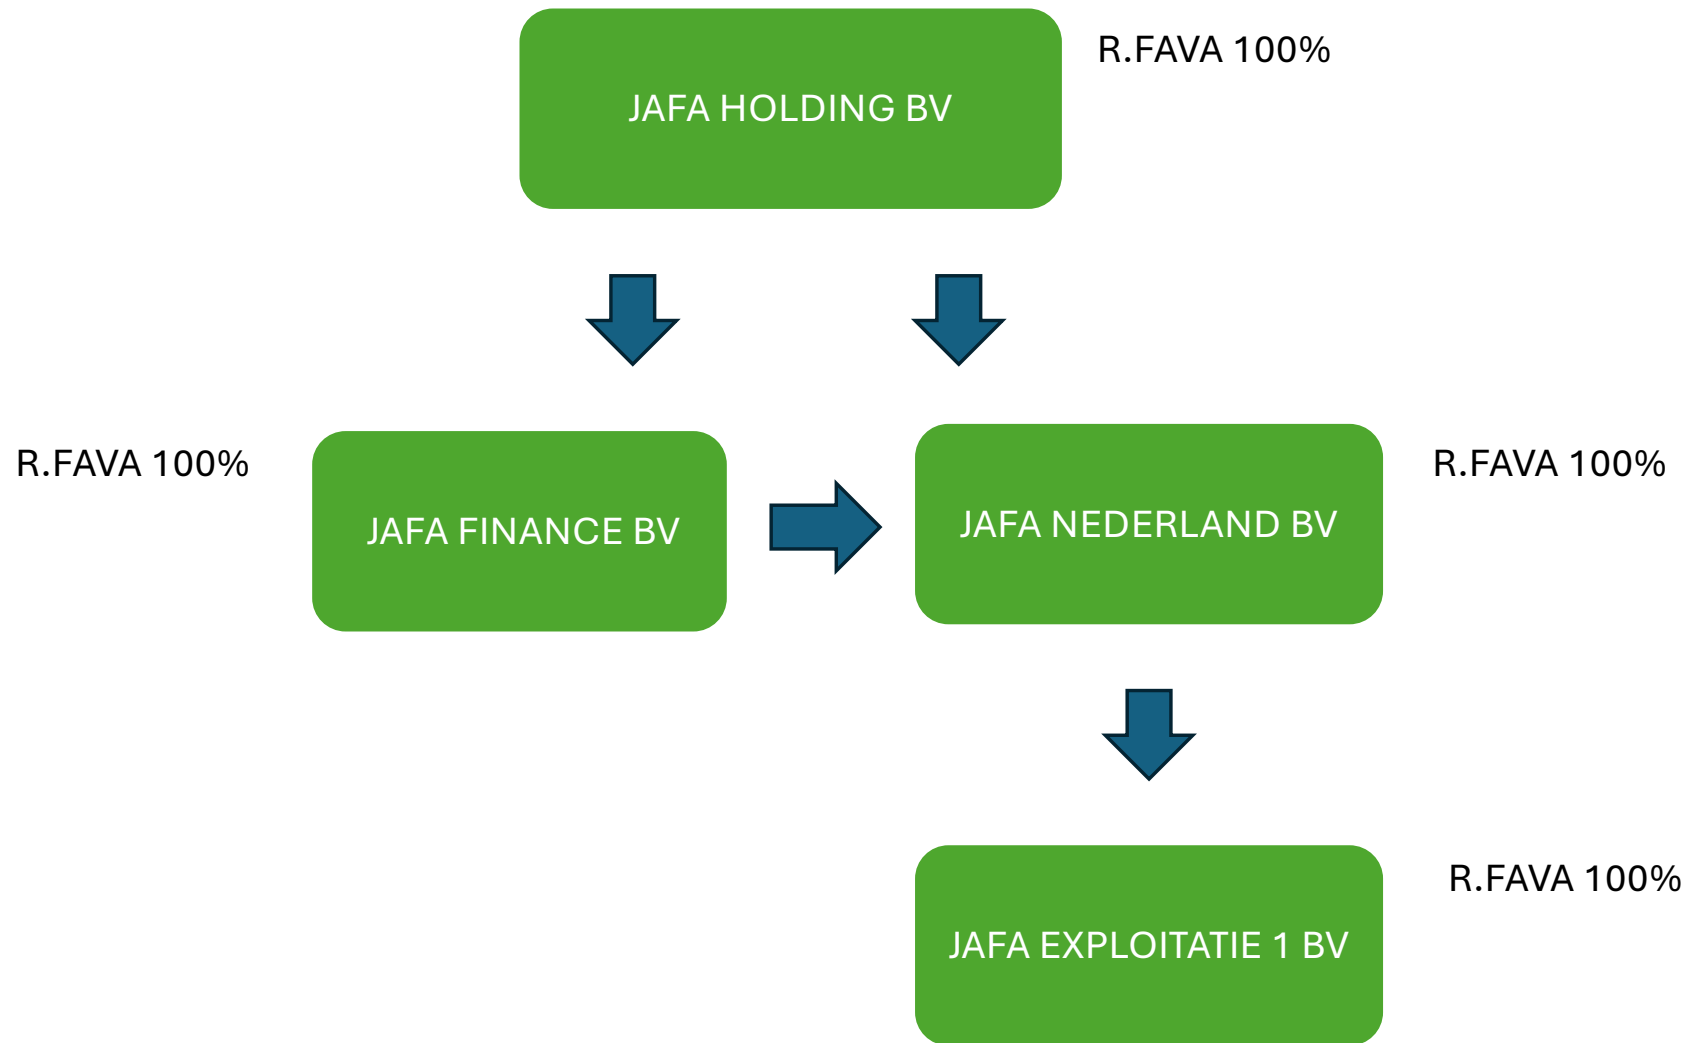 R.FAVA 100%
JAFA HOLDING BV
R.FAVA 100%
R.FAVA 100%
JAFA FINANCE BV
JAFA NEDERLAND BV
R.FAVA 100%
JAFA EXPLOITATIE 1 BV